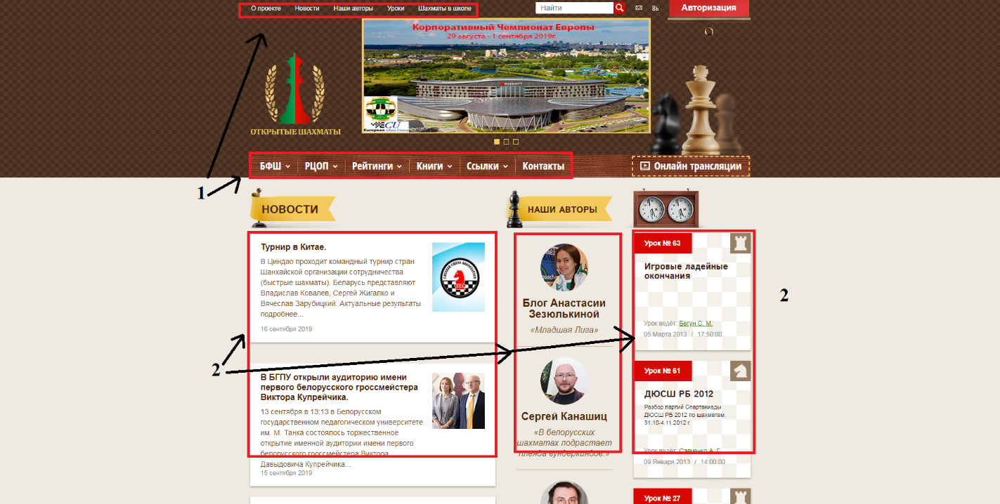 О проекте Новости Наши авторы Уроки Шахматы в школе
Найти
Авторизация
Корпоративный Чемпионат Европы
29 августа - 1 сентября 2019г.
MARRIOTT
ECU
European Chess Union
ОТКРЫТЫЕ ШАХМАТЫ
БФШ РЦОП Рейтинги Книги Ссылки Контакты
Онлайн трансляции
1
НОВОСТИ
НАШИ АВТОРЫ
Турнир в Китае.
В Циндао проходит командный турнир стран
Шанхайской организации сотрудничества
(быстрые шахматы). Беларусь представляют
Владислав Ковалев, Сергей Жигалко и
Вячеслав Зарубицкий. Актуальные результаты
подробнее...
16 сентября 2019
CHINESE CHESS ASSOCIATION
2
В БГПУ открыли аудиторию имени
первого белорусского гроссмейстера
Виктора Купрейчика.
13 сентября в 13:13 в Белорусском
государственном педагогическом университете
им. М. Танка состоялось торжественное
открытие именной аудитории имени первого
белорусского гроссмейстера Виктора
Давыдовича Купрейчика...
15 сентября 2019
Блог Анастасии
Зезюлькиной
«Младшая Лига»
Сергей Канашиц
«В белорусских
шахматах подрастает
плеяда вундеркиндов.»
Урок № 63
Игровые ладейные
окончания
Урок ведёт: Бегун С. М.
05 Марта 2013 / 17:50:00
2
Урок № 61
ДЮСШ РБ 2012
Разбор партий Спартакиады
ДЮСШ РБ 2012 по шахматам.
31.10-4.11.2012 г.
Урок ведёт: Савченко А. Г.
09 Января 2013 / 14:00:00
Урок № 27